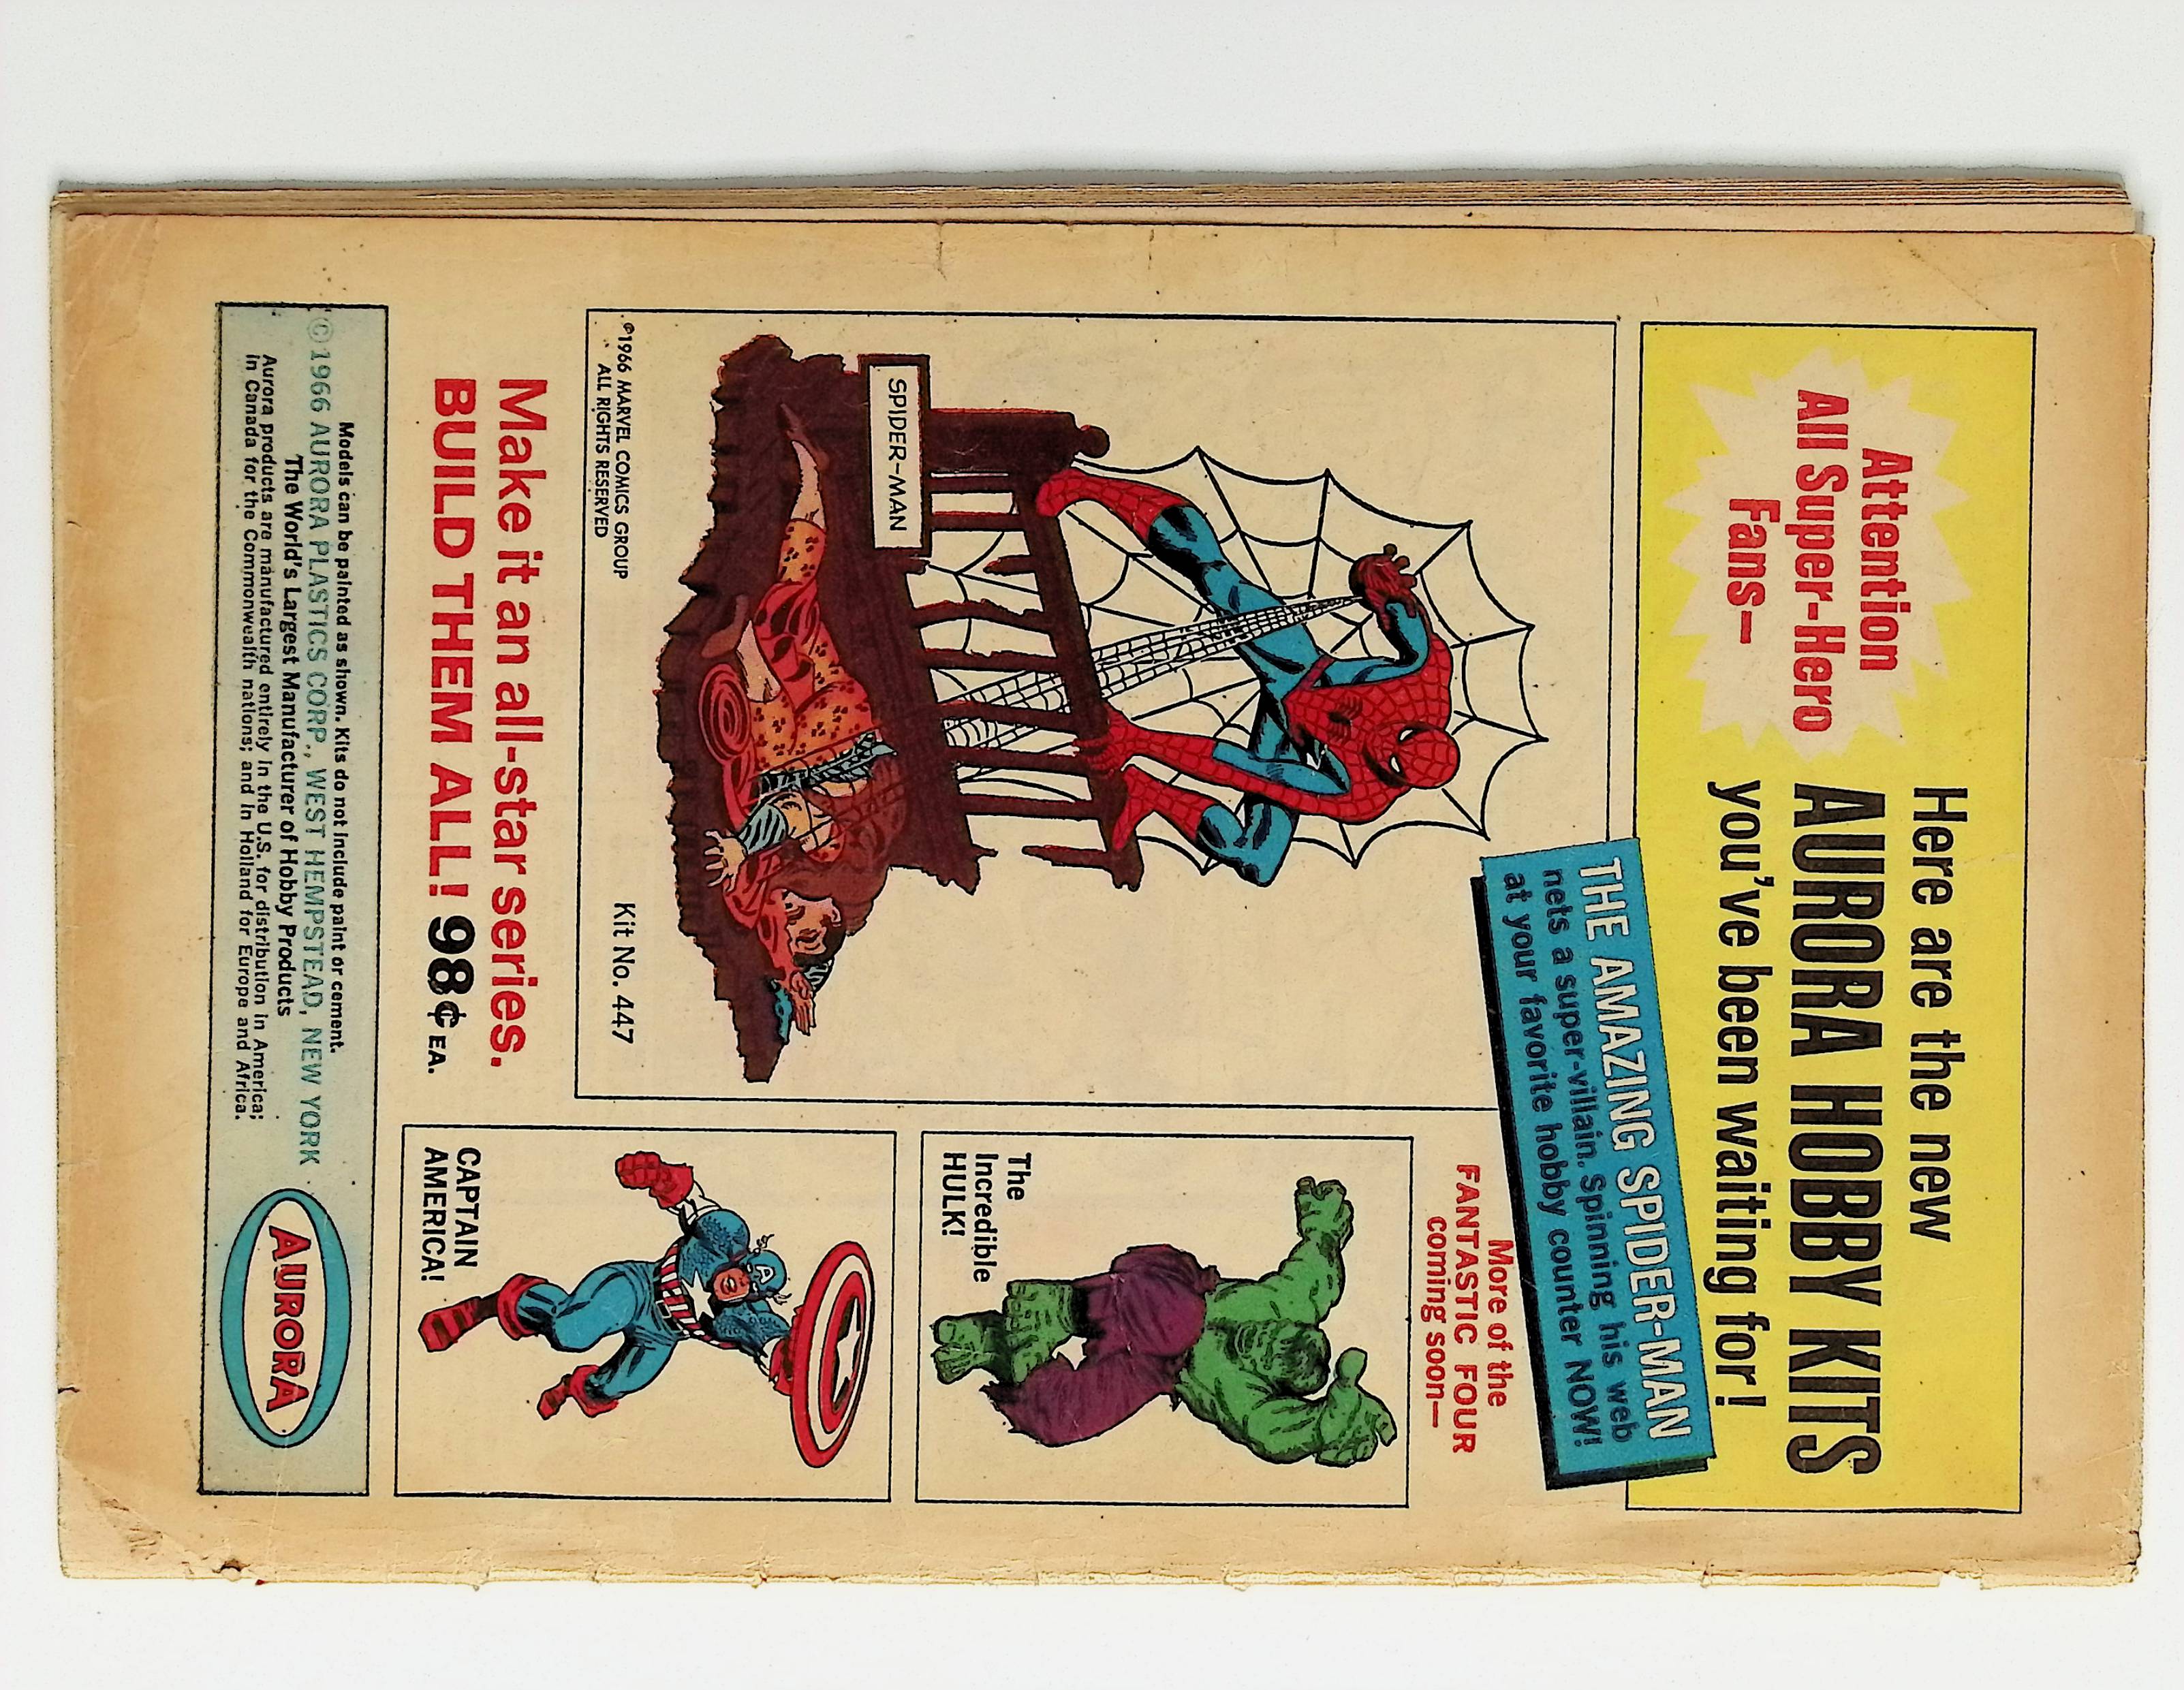 Attention
All Super-Hero
Fans—
Here are the new
AURORA HOBBY KITS
you've been waiting for!
THE AMAZING SPIDER-MAN
nets a super-villain. Spinning his web
at your favorite hobby counter NOW!
SPIDER-MAN
©1966 MARVEL COMICS GROUP
ALL RIGHTS RESERVED
Kit No. 447
More of the
FANTASTIC FOUR
coming soon—
The
Incredible
HULK!
A
CAPTAIN
AMERICA!
Make it an all-star series.
BUILD THEM ALL! 98¢ EA.
Models can be painted as shown. Kits do not include paint or cement.
©1966 AURORA PLASTICS CORP., WEST HEMPSTEAD, NEW YORK
The World's Largest Manufacturer of Hobby Products
Aurora products are manufactured entirely in the U.S. for distribution in America;
in Canada for the Commonwealth nations; and in Holland for Europe and Africa.
AURORA